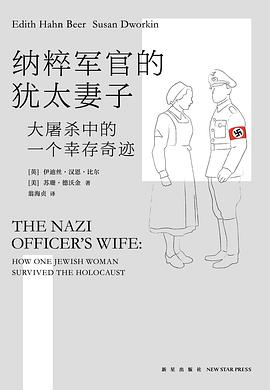 Edith Hahn Beer  Susan Dworkin
纳粹军官的
犹太妻子
大屠杀中的
一个幸存奇迹
[英] 伊迪丝·汉恩·比尔
[美] 苏珊·德沃金 著
翁海贞 译
THE NAZI
OFFICER'S WIFE:
HOW ONE JEWISH WOMAN
SURVIVED THE HOLOCAUST
新星出版社 NEW STAR PRESS